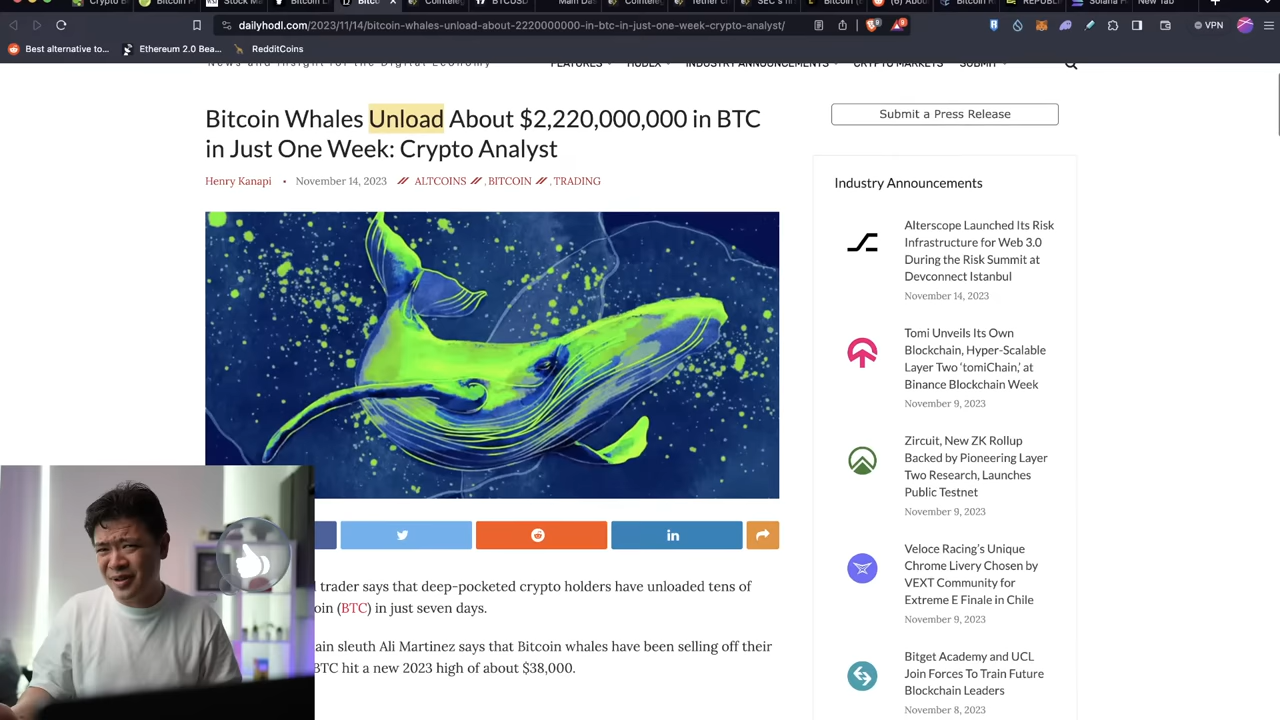 dailyhodl.com/2023/11/14/bitcoin-whales-unload-about-2220000000-in-btc-in-just-one-week-crypto-analyst/
VPN
Best alternative to...
Ethereum 2.0 Bea...
RedditCoins
News and Insight for the Digital Economy
FEATURES
HODLX
INDUSTRY ANNOUNCEMENTS
CRYPTO MARKETS
SUBMIT
Bitcoin Whales Unload About $2,220,000,000 in BTC
in Just One Week: Crypto Analyst
Henry Kanapi • November 14, 2023 ALTCOINS , BITCOIN , TRADING
in
trader says that deep-pocketed crypto holders have unloaded tens of
oin (BTC) in just seven days.
ain sleuth Ali Martinez says that Bitcoin whales have been selling off their
BTC hit a new 2023 high of about $38,000.
Submit a Press Release
Industry Announcements
Alterscope Launched Its Risk
Infrastructure for Web 3.0
During the Risk Summit at
Devconnect Istanbul
November 14, 2023
Tomi Unveils Its Own
Blockchain, Hyper-Scalable
Layer Two 'tomiChain,' at
Binance Blockchain Week
November 9, 2023
Zircuit, New ZK Rollup
Backed by Pioneering Layer
Two Research, Launches
Public Testnet
November 9, 2023
Veloce Racing's Unique
Chrome Livery Chosen by
VEXT Community for
Extreme E Finale in Chile
November 9, 2023
Bitget Academy and UCL
Join Forces To Train Future
Blockchain Leaders
November 8, 2023